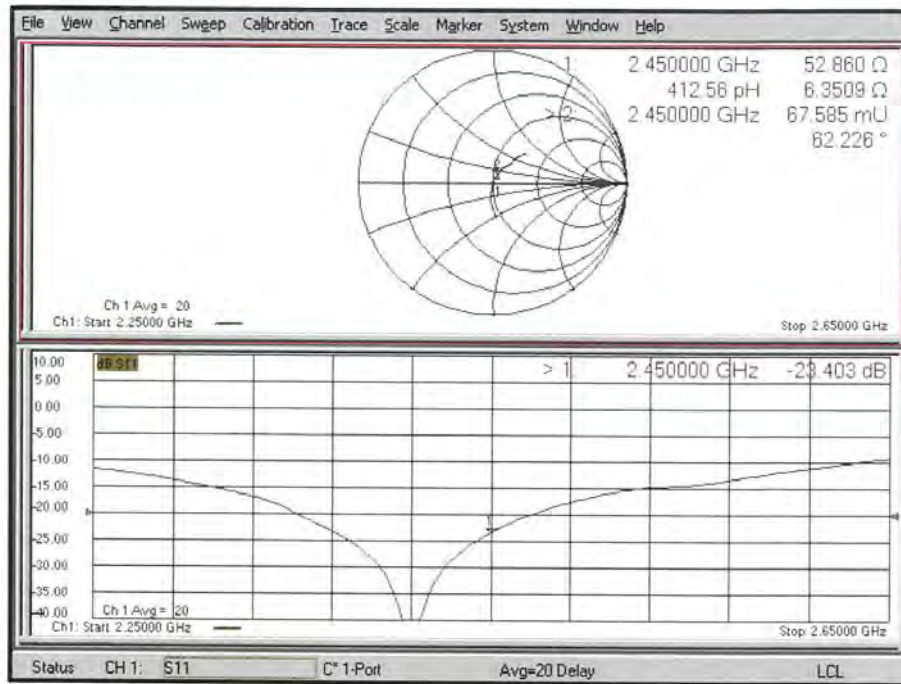 File View Channel Sweep Calibration Trace Scale Marker System Window Help
1: 2.450000 GHz 52.860 Ω
412.56 pH 6.3509 Ω
> 2: 2.450000 GHz 67.585 mU
62.226 °
Ch 1 Avg = 20
Ch1: Start 2.25000 GHz
Stop 2.65000 GHz
10.00 dB S11
> 1: 2.450000 GHz -23.403 dB
5.00
0.00
-5.00
-10.00
-15.00
-20.00
-25.00
-30.00
-35.00
-40.00
1
Ch 1 Avg = 20
Ch1: Start 2.25000 GHz
Stop 2.65000 GHz
Status CH 1: S11 C* 1-Port Avg=20 Delay LCL